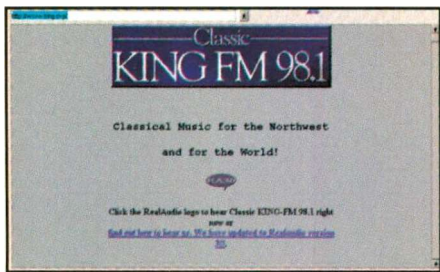 Classic
KING FM 98.1
Classical Music for the Northwest
and for the World!
Click the RealAudio logo to hear Classic KING-FM 98.1 right
now or
find out how to hear us. We have updated to Realaudio version